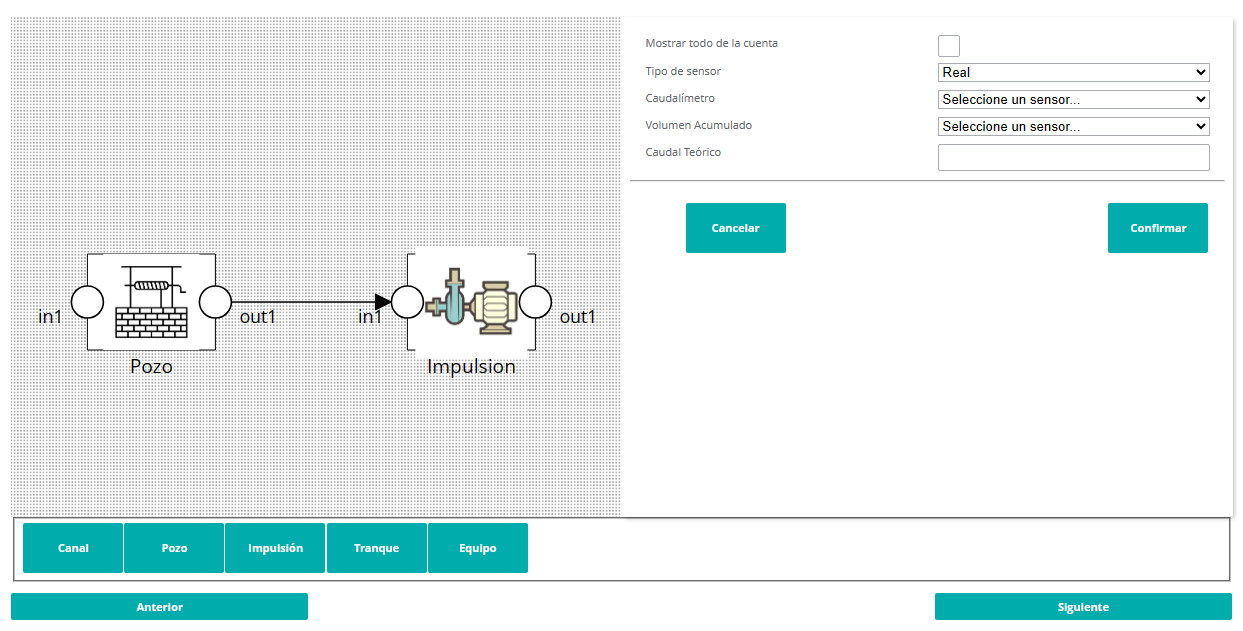 Mostrar todo de la cuenta
Tipo de sensor
Real
Caudalímetro
Seleccione un sensor...
Volumen Acumulado
Seleccione un sensor...
Caudal Teórico
Cancelar
Confirmar
in1
out1
in1
out1
Pozo
Impulsion
Canal
Pozo
Impulsión
Tranque
Equipo
Anterior
Siguiente